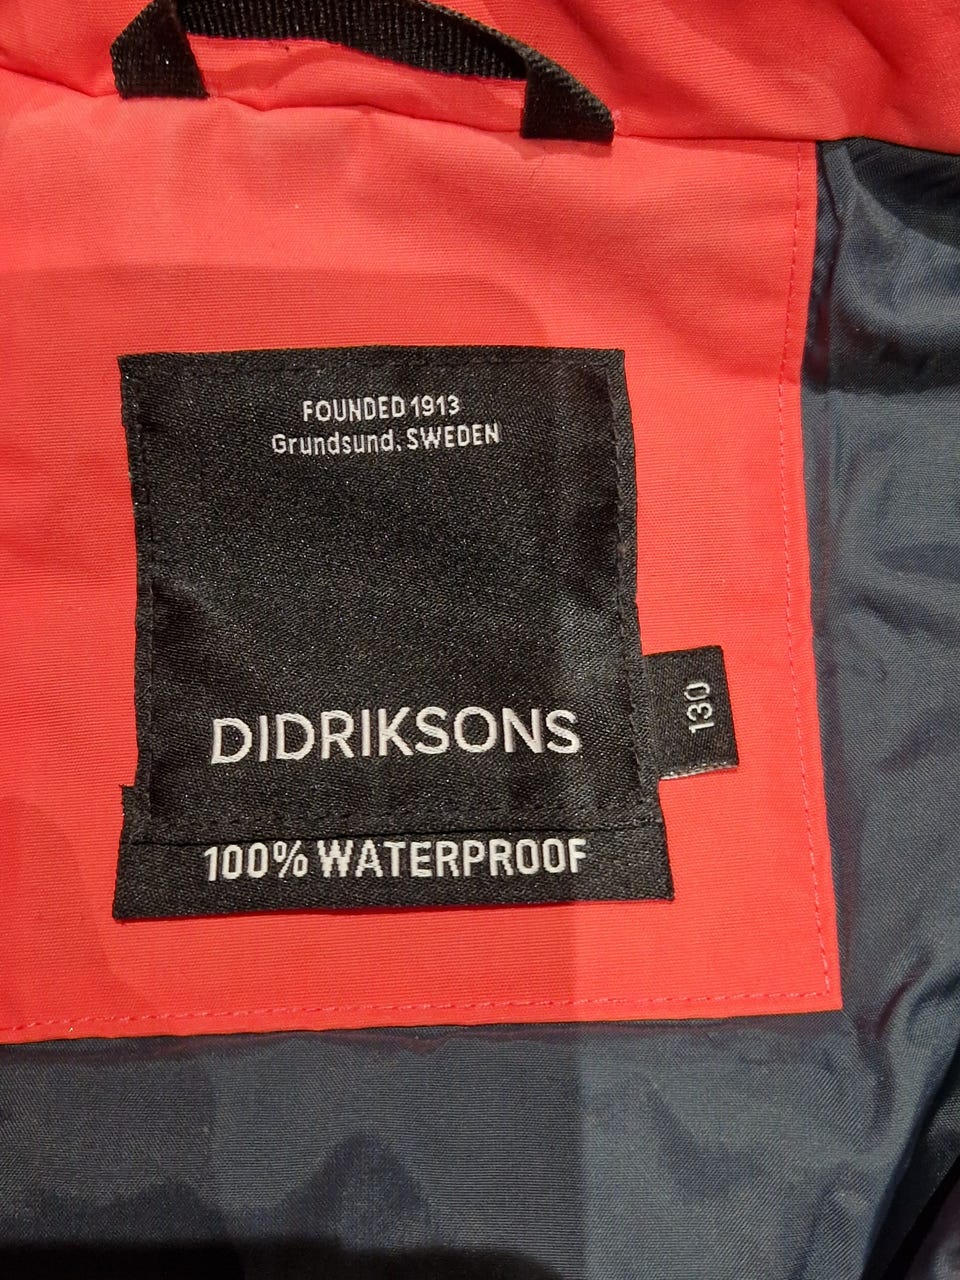 FOUNDED 1913
Grundsund. SWEDEN
DIDRIKSONS
130
100% WATERPROOF